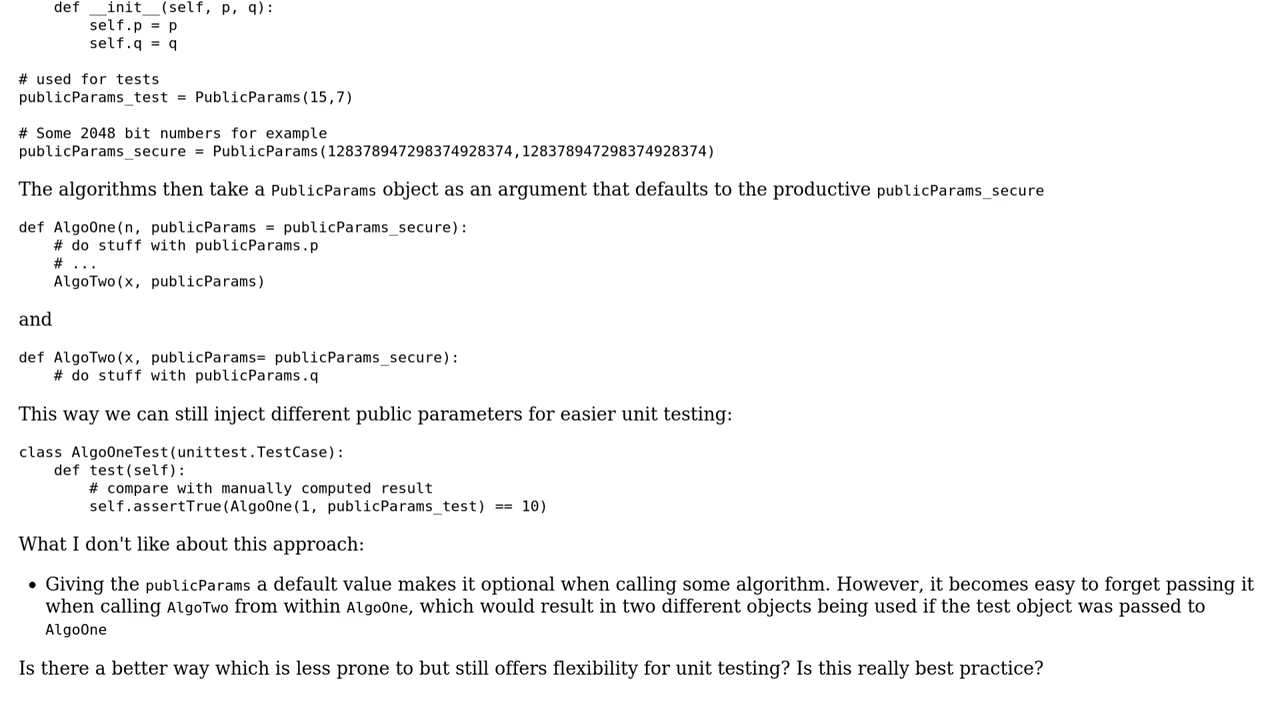 def __init__(self, p, q):
        self.p = p
        self.q = q
# used for tests
publicParams_test = PublicParams(15,7)
# Some 2048 bit numbers for example
publicParams_secure = PublicParams(128378947298374928374,128378947298374928374)
The algorithms then take a PublicParams object as an argument that defaults to the productive publicParams_secure
def AlgoOne(n, publicParams = publicParams_secure):
    # do stuff with publicParams.p
    # ...
    AlgoTwo(x, publicParams)
and
def AlgoTwo(x, publicParams= publicParams_secure):
    # do stuff with publicParams.q
This way we can still inject different public parameters for easier unit testing:
class AlgoOneTest(unittest.TestCase):
    def test(self):
        # compare with manually computed result
        self.assertTrue(AlgoOne(1, publicParams_test) == 10)
What I don't like about this approach:
• Giving the publicParams a default value makes it optional when calling some algorithm. However, it becomes easy to forget passing it
when calling AlgoTwo from within AlgoOne, which would result in two different objects being used if the test object was passed to
AlgoOne
Is there a better way which is less prone to but still offers flexibility for unit testing? Is this really best practice?